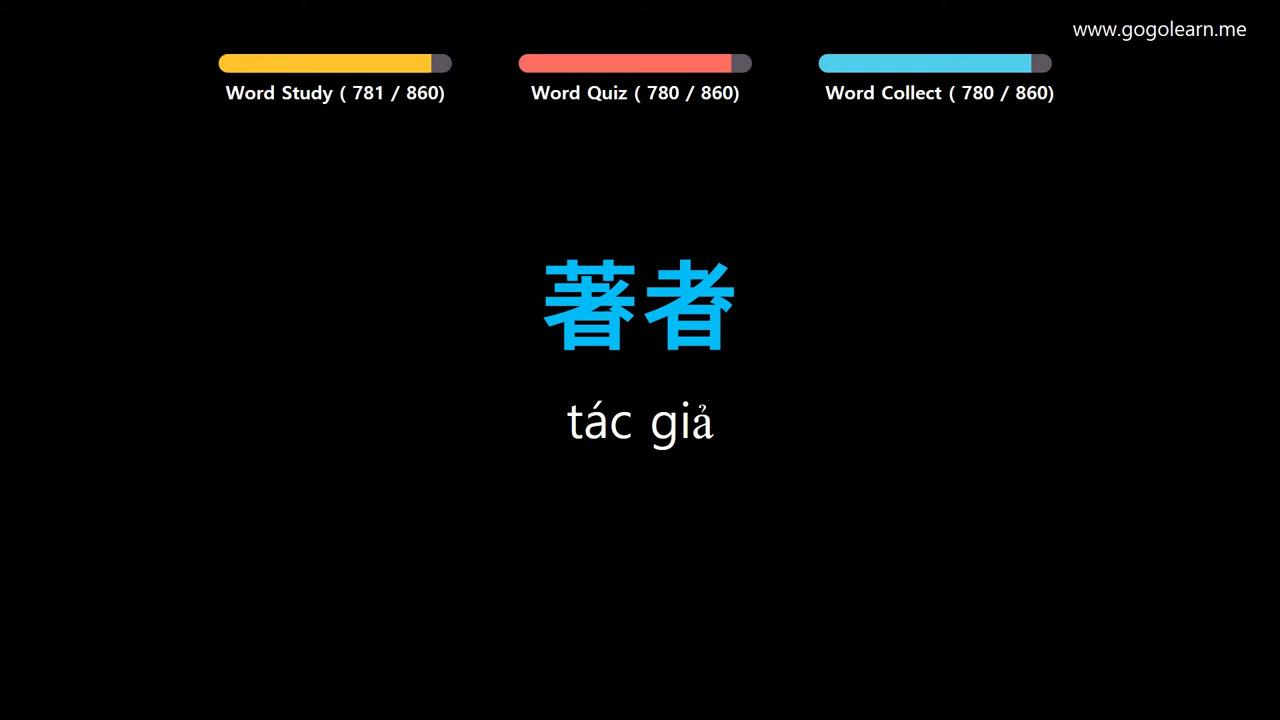 www.gogolearn.me
Word Study ( 781 / 860)
Word Quiz ( 780 / 860)
Word Collect ( 780 / 860)
著者
tác giả